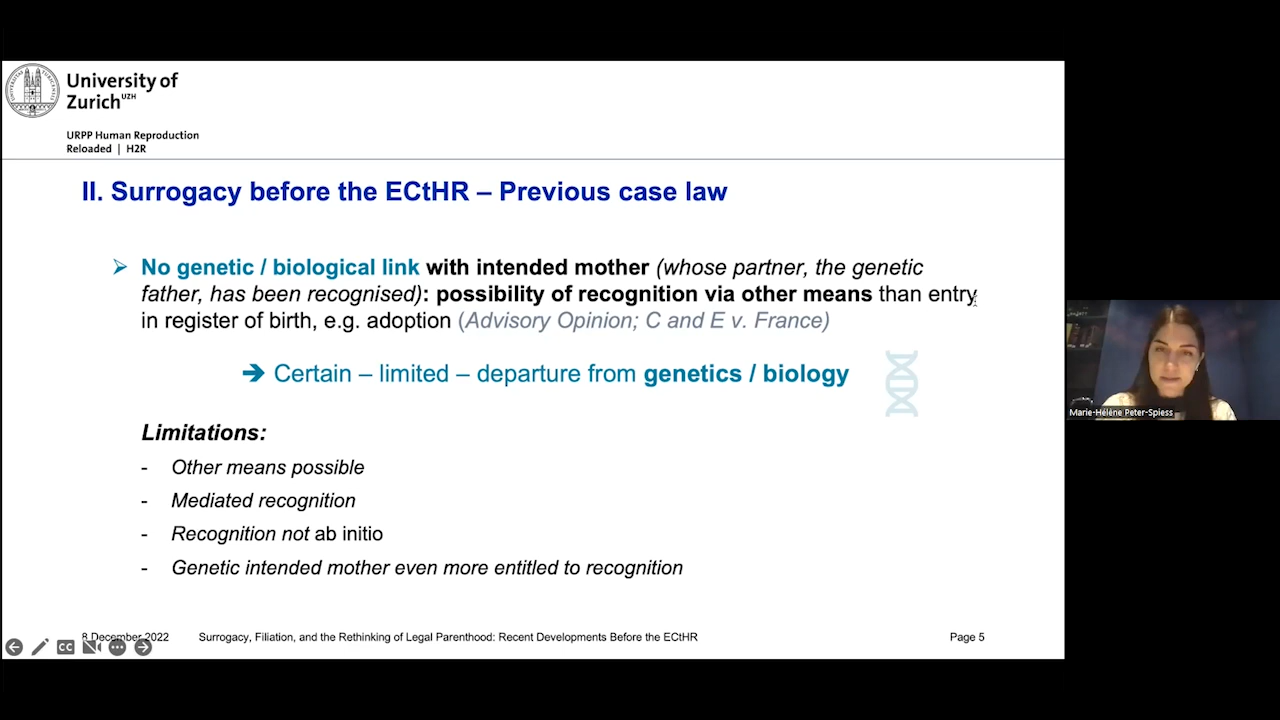 University of
Zurich UZH
URPP Human Reproduction
Reloaded | H2R
II. Surrogacy before the ECtHR – Previous case law
➢ No genetic / biological link with intended mother (whose partner, the genetic
father, has been recognised): possibility of recognition via other means than entry
in register of birth, e.g. adoption (Advisory Opinion; C and E v. France)
➔ Certain – limited – departure from genetics / biology
Limitations:
- Other means possible
- Mediated recognition
- Recognition not ab initio
- Genetic intended mother even more entitled to recognition
8 December 2022 Surrogacy, Filiation, and the Rethinking of Legal Parenthood: Recent Developments Before the ECtHR Page 5
CC
Marie-Hélène Peter-Spiess